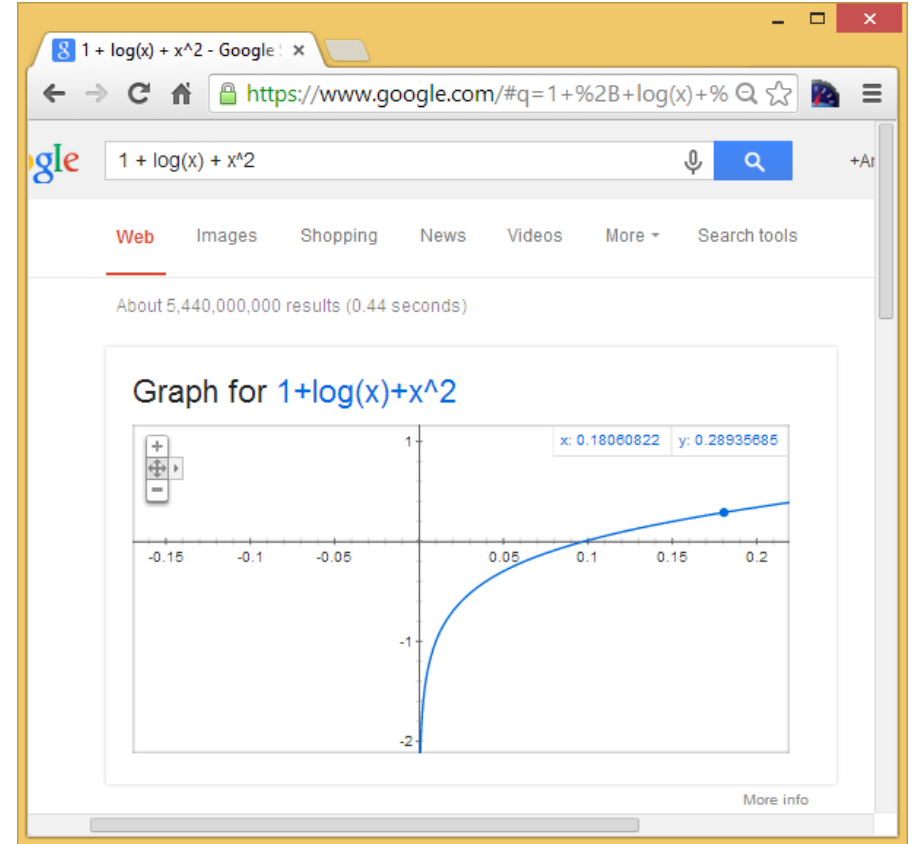 1 + log(x) + x^2 - Google
https://www.google.com/#q=1+%2B+log(x)+%
gle 1 + log(x) + x^2 +Ar
Web Images Shopping News Videos More Search tools
About 5,440,000,000 results (0.44 seconds)
Graph for 1+log(x)+x^2
1 x: 0.18060822 y: 0.28935685
-0.15 -0.1 -0.05 0.05 0.1 0.15 0.2
-1
-2
More info